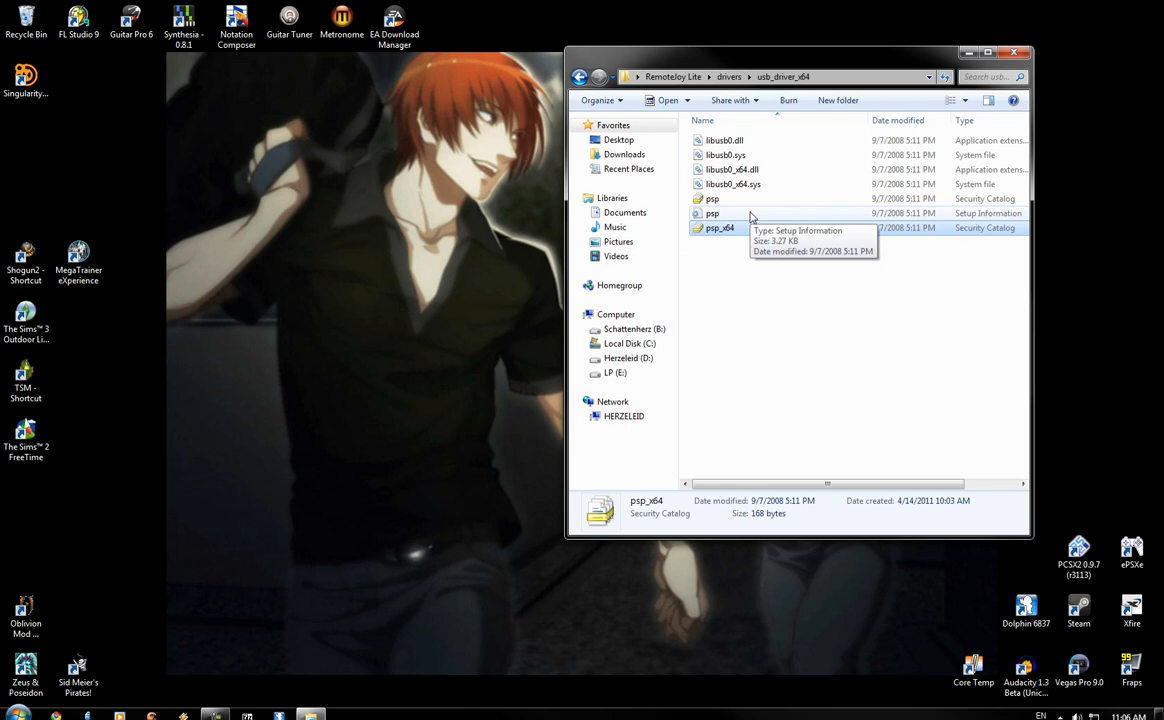 Recycle Bin
FL Studio 9
Guitar Pro 6
Synthesia -
0.8.1
Notation
Composer
Guitar Tuner
Metronome
EA Download
Manager
Singularity...
Shogun2 -
Shortcut
MegaTrainer
eXperience
The Sims™ 3
Outdoor Li...
TSM -
Shortcut
The Sims™ 2
FreeTime
Oblivion
Mod ...
Zeus &
Poseidon
Sid Meier's
Pirates!
RemoteJoy Lite
drivers
usb_driver_x64
Search usb...
Organize
Open
Share with
Burn
New folder
Favorites
Desktop
Downloads
Recent Places
Libraries
Documents
Music
Pictures
Videos
Homegroup
Computer
Schattenherz (B:)
Local Disk (C:)
Herzeleid (D:)
LP (E:)
Network
HERZELEID
Name Date modified Type
libusb0.dll 9/7/2008 5:11 PM Application extens...
libusb0.sys 9/7/2008 5:11 PM System file
libusb0_x64.dll 9/7/2008 5:11 PM Application extens...
libusb0_x64.sys 9/7/2008 5:11 PM System file
psp 9/7/2008 5:11 PM Security Catalog
psp 9/7/2008 5:11 PM Setup Information
psp_x64 /7/2008 5:11 PM Security Catalog
Type: Setup Information
Size: 3.27 KB
Date modified: 9/7/2008 5:11 PM
psp_x64 Date modified: 9/7/2008 5:11 PM Date created: 4/14/2011 10:03 AM
Security Catalog Size: 168 bytes
PCSX2 0.9.7
(r3113)
ePSXe
Dolphin 6837
Steam
Xfire
Core Temp
Audacity 1.3
Beta (Unic...
Vegas Pro 9.0
99
Fraps
EN
11:06 AM